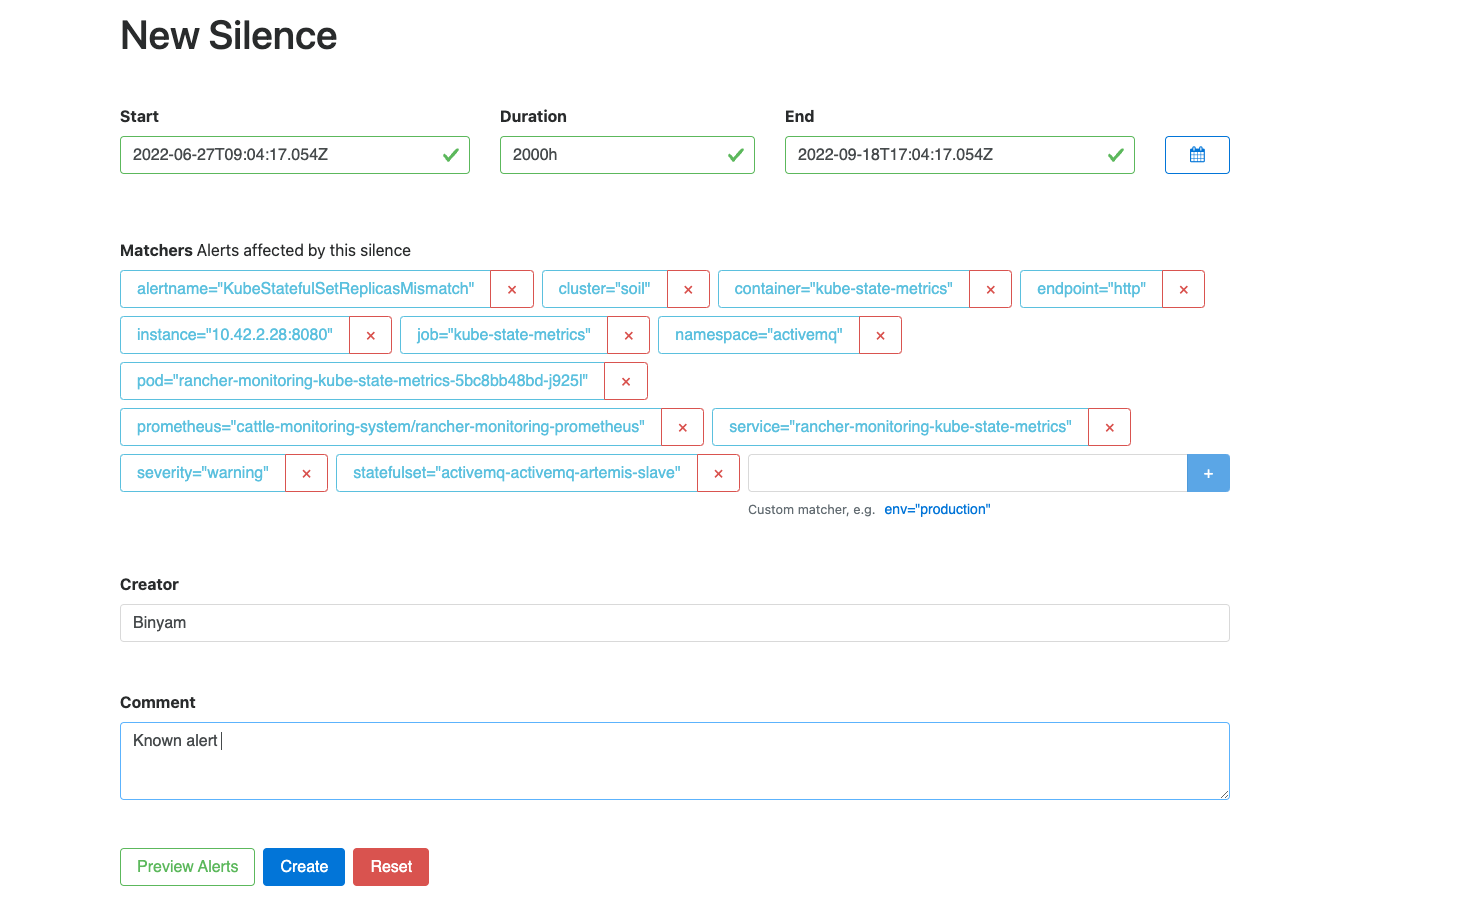 New Silence
Start Duration End
2022-06-27T09:04:17.054Z 2000h 2022-09-18T17:04:17.054Z
Matchers Alerts affected by this silence
alertname="KubeStatefulSetReplicasMismatch" × cluster="soil" × container="kube-state-metrics" × endpoint="http" ×
instance="10.42.2.28:8080" × job="kube-state-metrics" × namespace="activemq" ×
pod="rancher-monitoring-kube-state-metrics-5bc8bb48bd-j925l" ×
prometheus="cattle-monitoring-system/rancher-monitoring-prometheus" × service="rancher-monitoring-kube-state-metrics" ×
severity="warning" × statefulset="activemq-activemq-artemis-slave" × +
Custom matcher, e.g. env="production"
Creator
Binyam
Comment
Known alert
Preview Alerts Create Reset